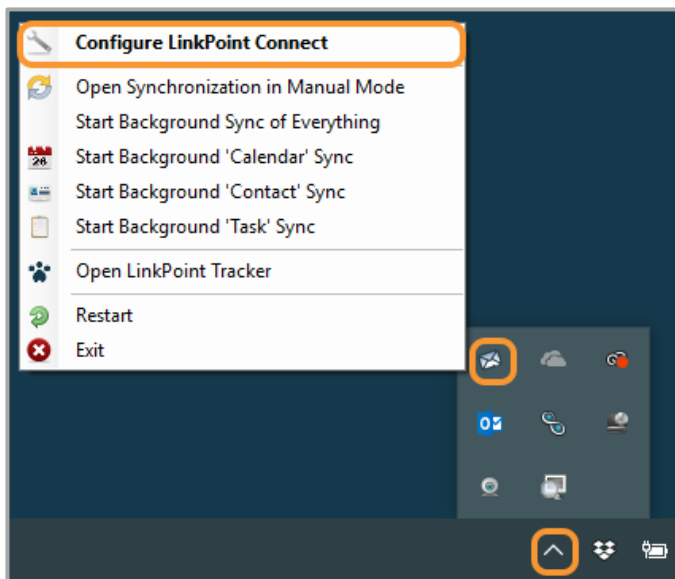 Configure LinkPoint Connect
Open Synchronization in Manual Mode
Start Background Sync of Everything
Start Background 'Calendar' Sync
26
Start Background 'Contact' Sync
Start Background 'Task' Sync
Open LinkPoint Tracker
Restart
Exit